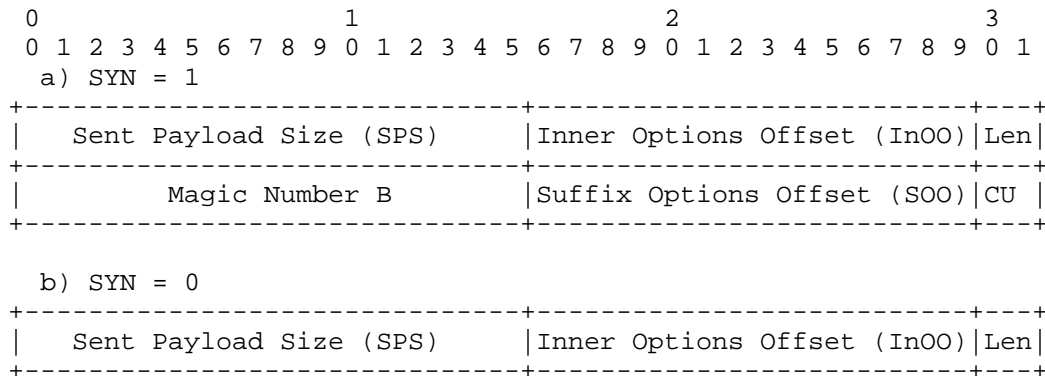 0                   1                   2                   3
 0 1 2 3 4 5 6 7 8 9 0 1 2 3 4 5 6 7 8 9 0 1 2 3 4 5 6 7 8 9 0 1
  a) SYN = 1
+-------------------------------+---------------------------+---+
|   Sent Payload Size (SPS)     |Inner Options Offset (InOO)|Len|
+-------------------------------+---------------------------+---+
|         Magic Number B        |Suffix Options Offset (SOO)|CU |
+-------------------------------+---------------------------+---+
  b) SYN = 0
+-------------------------------+---------------------------+---+
|   Sent Payload Size (SPS)     |Inner Options Offset (InOO)|Len|
+-------------------------------+---------------------------+---+